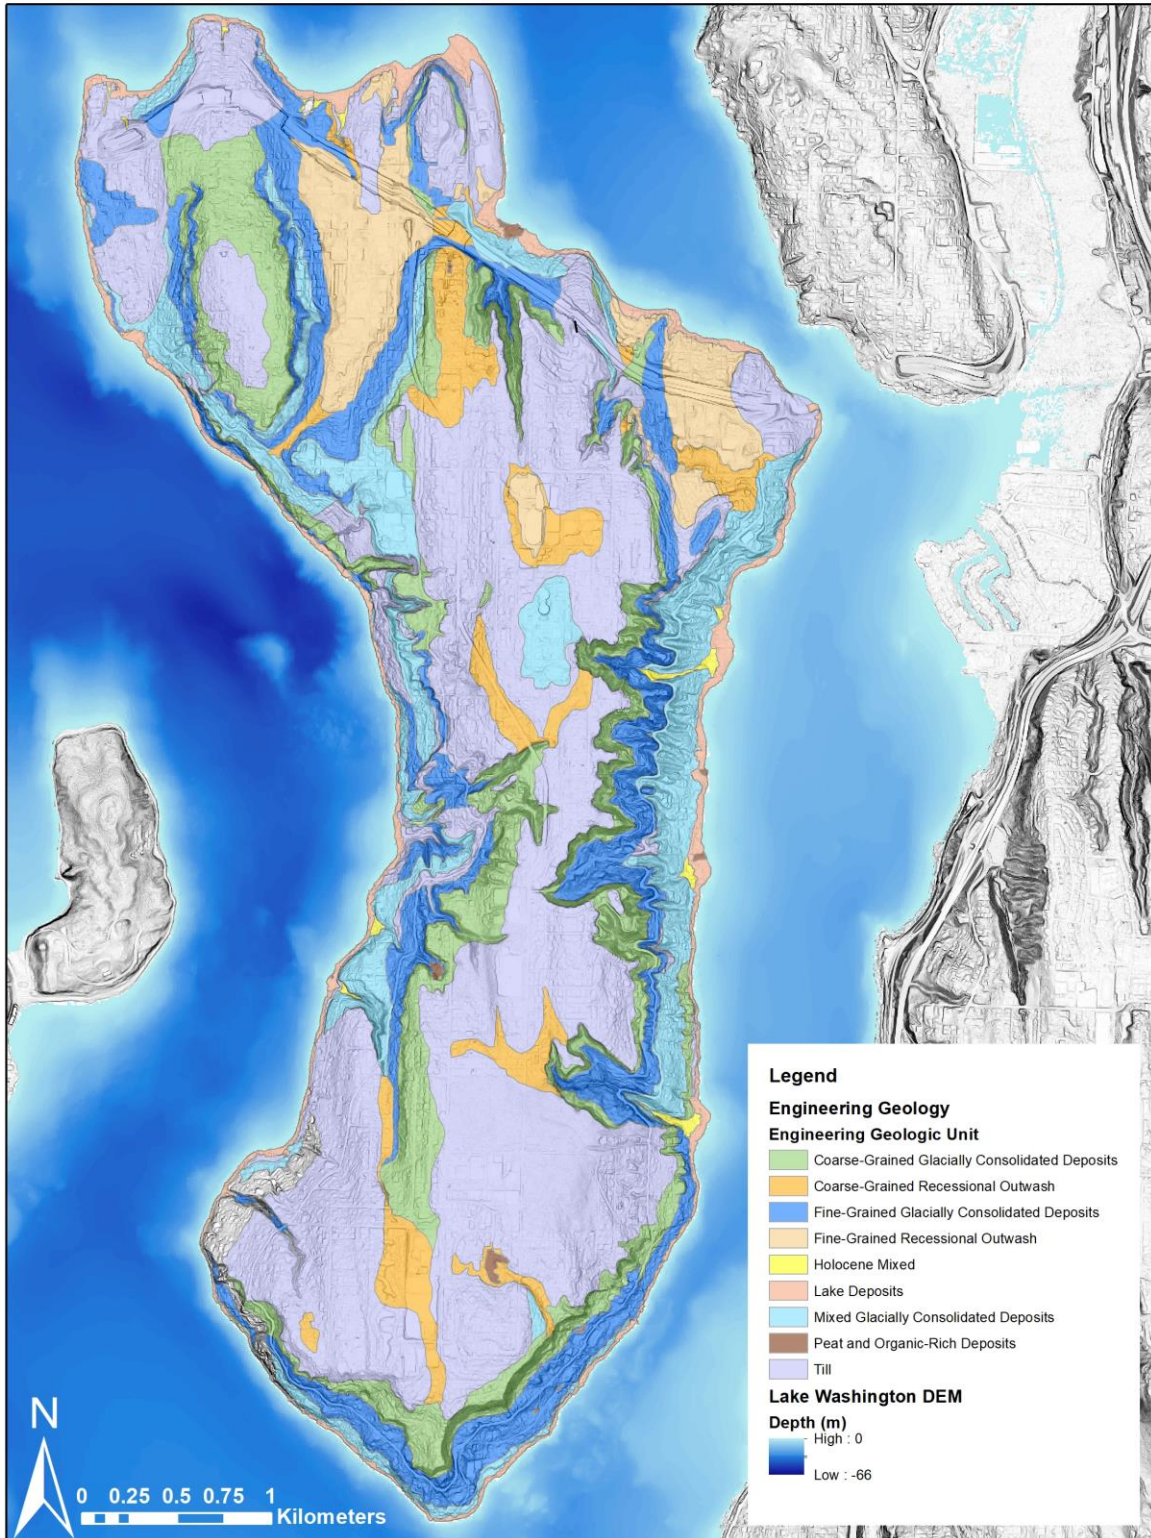 Legend
Engineering Geology
Engineering Geologic Unit
Coarse-Grained Glacially Consolidated Deposits
Coarse-Grained Recessional Outwash
Fine-Grained Glacially Consolidated Deposits
Fine-Grained Recessional Outwash
Holocene Mixed
Lake Deposits
Mixed Glacially Consolidated Deposits
Peat and Organic-Rich Deposits
Till
Lake Washington DEM
Depth (m)
High : 0
Low : -66
N
0 0.25 0.5 0.75 1
Kilometers